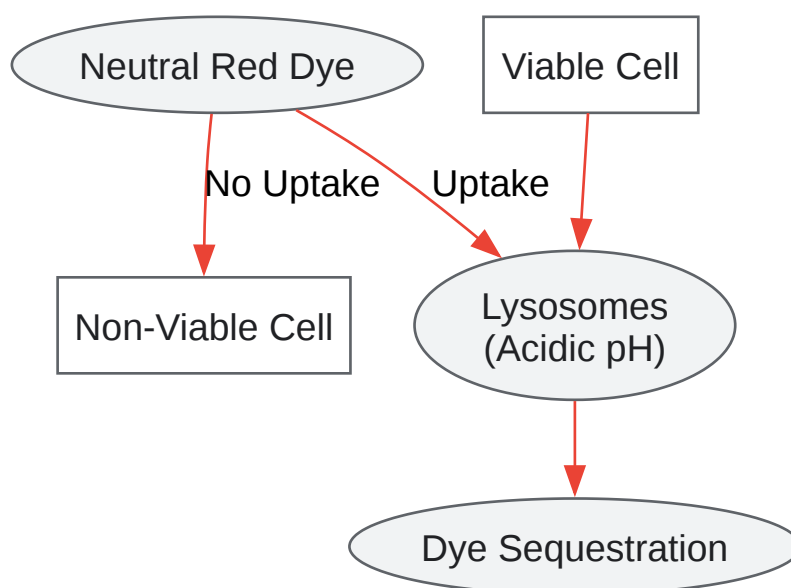 Neutral Red Dye
Viable Cell
No Uptake
Uptake
Non-Viable Cell
Lysosomes
(Acidic pH)
Dye Sequestration